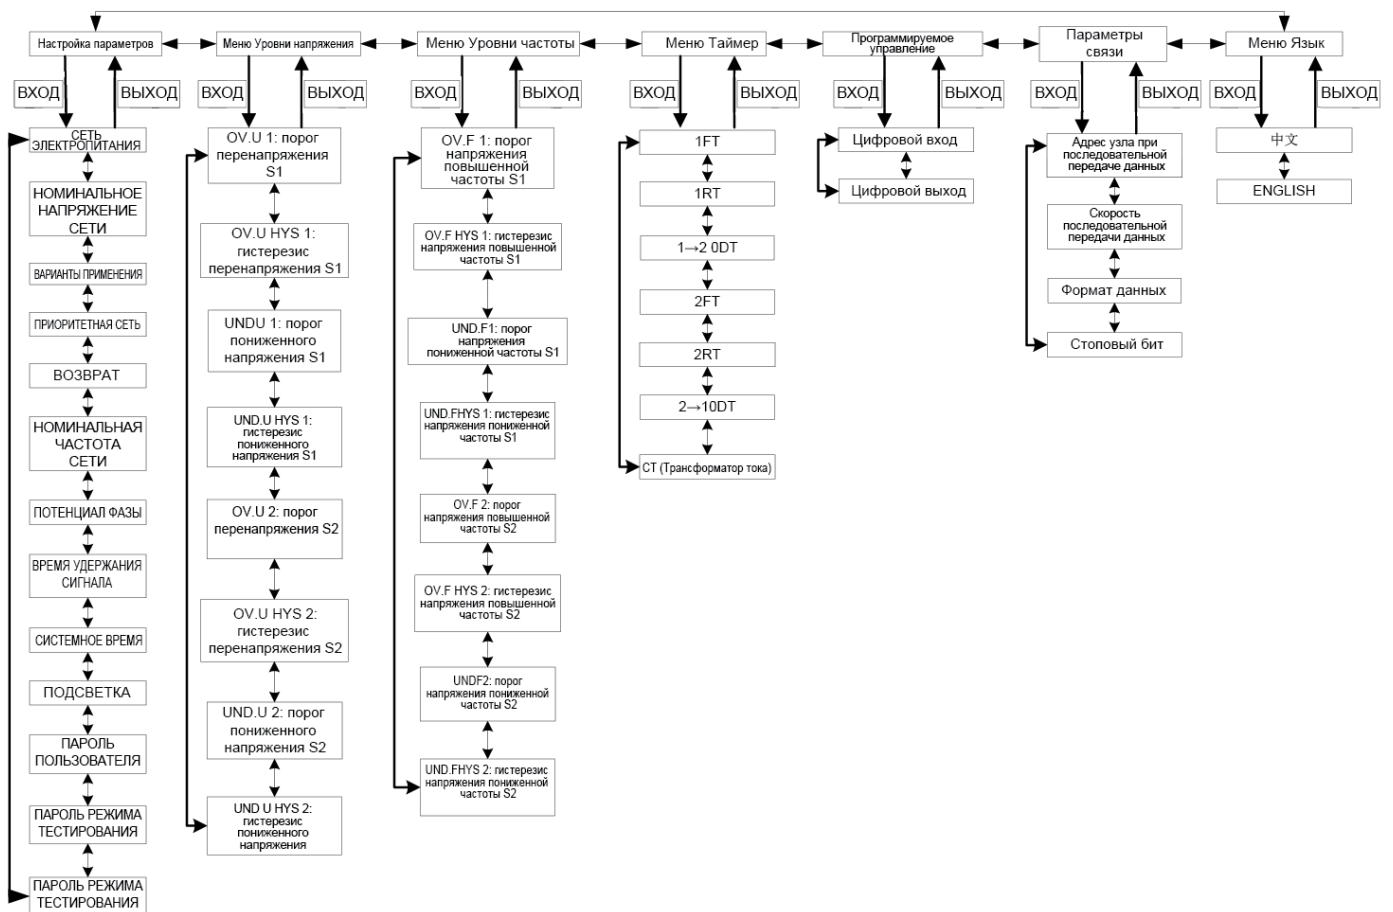 Настройка параметров
Меню Уровни напряжения
Меню Уровни частоты
Меню Таймер
Программируемое
управление
Параметры
связи
Меню Язык
ВХОД
ВЫХОД
ВХОД
ВЫХОД
ВХОД
ВЫХОД
ВХОД
ВЫХОД
ВХОД
ВЫХОД
ВХОД
ВЫХОД
ВХОД
ВЫХОД
СЕТЬ
ЭЛЕКТРОПИТАНИЯ
НОМИНАЛЬНОЕ
НАПРЯЖЕНИЕ
СЕТИ
ВАРИАНТЫ ПРИМЕНЕНИЯ
ПРИОРИТЕТНАЯ СЕТЬ
ВОЗВРАТ
НОМИНАЛЬНАЯ
ЧАСТОТА
СЕТИ
ПОТЕНЦИАЛ ФАЗЫ
ВРЕМЯ УДЕРЖАНИЯ
СИГНАЛА
СИСТЕМНОЕ ВРЕМЯ
ПОДСВЕТКА
ПАРОЛЬ
ПОЛЬЗОВАТЕЛЯ
ПАРОЛЬ РЕЖИМА
ТЕСТИРОВАНИЯ
ПАРОЛЬ РЕЖИМА
ТЕСТИРОВАНИЯ
OV.U 1: порог
перенапряжения
S1
OV.U HYS 1:
гистерезис
перенапряжения S1
UNDU 1: порог
пониженного
напряжения S1
UND.U HYS 1:
гистерезис
пониженного
напряжения S1
OV.U 2: порог
перенапряжения S2
OV.U HYS 2:
гистерезис
перенапряжения S2
UND.U 2: порог
пониженного
напряжения S2
UND U HYS 2:
гистерезис
пониженного
напряжения
OV.F 1: порог
напряжения
повышенной
частоты S1
OV.F HYS 1: гистерезис
напряжения повышенной
частоты S1
UND.F1: порог
напряжения
пониженной частоты S1
UND.FHYS 1: гистерезис
напряжения пониженной
частоты S1
OV.F 2: порог
напряжения повышенной
частоты S2
OV.F HYS 2: гистерезис
напряжения повышенной
частоты S2
UNDF2: порог
напряжения пониженной
частоты S2
UND.FHYS 2: гистерезис
напряжения пониженной
частоты S2
1FT
1RT
1→2 0DT
2FT
2RT
2→10DT
CT (Трансформатор тока)
Цифровой вход
Цифровой выход
Адрес узла при
последовательной
передаче данных
Скорость
последовательной
передачи данных
Формат данных
Стоповый бит
中文
ENGLISH